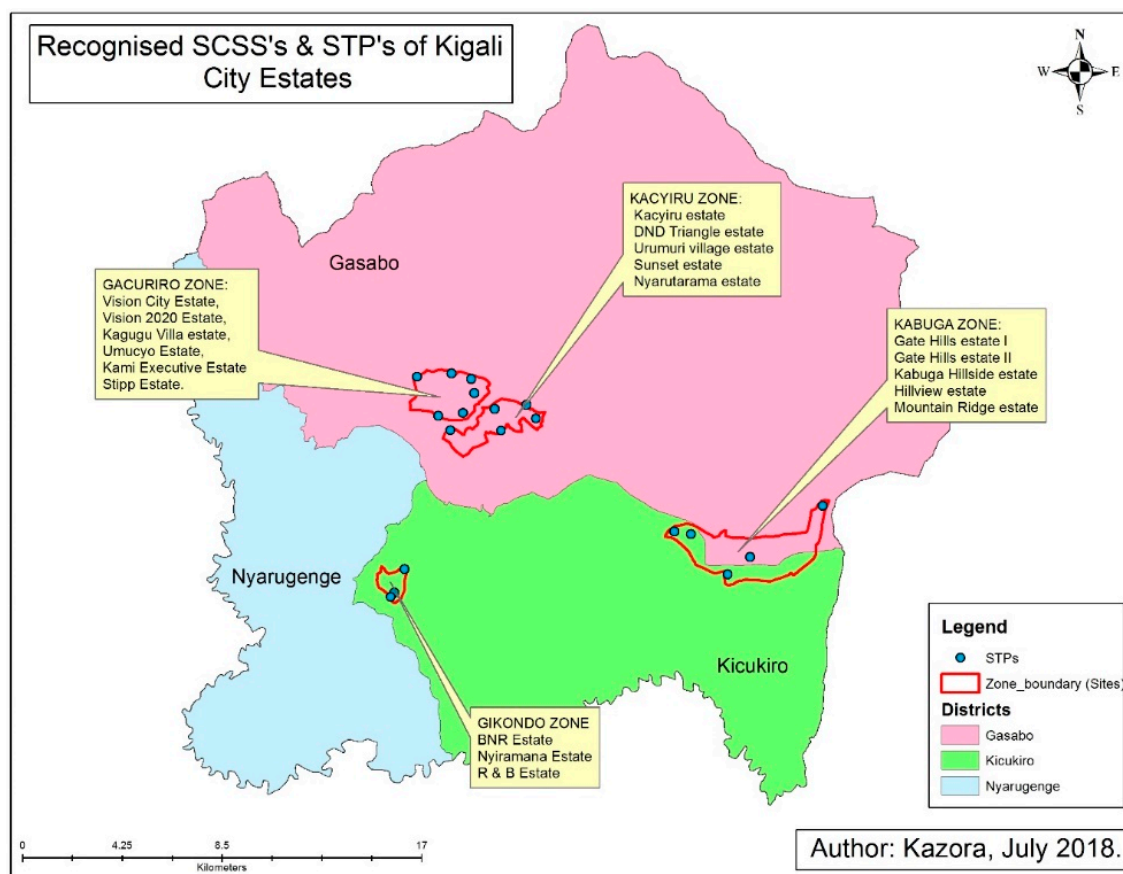 Recognised SCSS's & STP's of Kigali
City Estates
N
W
E
S
KACYIRU ZONE:
Kacyiru estate
DND Triangle estate
Urumuri village estate
Sunset estate
Nyarutarama estate
Gasabo
GACURIRO ZONE:
Vision City Estate,
Vision 2020 Estate,
Kagugu Villa estate,
Umucyo Estate,
Kami Executive Estate
Stipp Estate.
KABUGA ZONE:
Gate Hills estate I
Gate Hills estate II
Kabuga Hillside estate
Hillview estate
Mountain Ridge estate
Nyarugenge
Kicukiro
GIKONDO ZONE
BNR Estate
Nyiramana Estate
R & B Estate
Legend
STPs
Zone_boundary (Sites)
Districts
Gasabo
Kicukiro
Nyarugenge
0 4.25 8.5 17
Kilometers
Author: Kazora, July 2018.